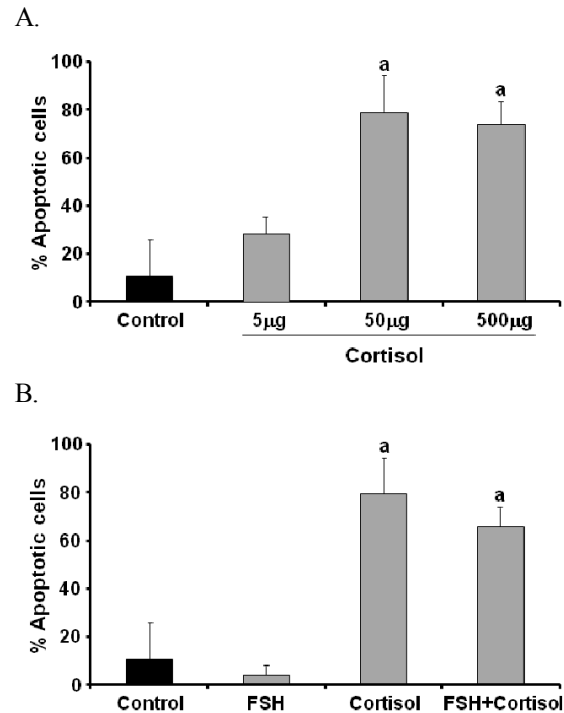 A.
% Apoptotic cells
100
80
60
40
20
0
a
a
Control
5µg
50µg
500µg
Cortisol
B.
% Apoptotic cells
100
80
60
40
20
0
a
a
Control
FSH
Cortisol
FSH+Cortisol